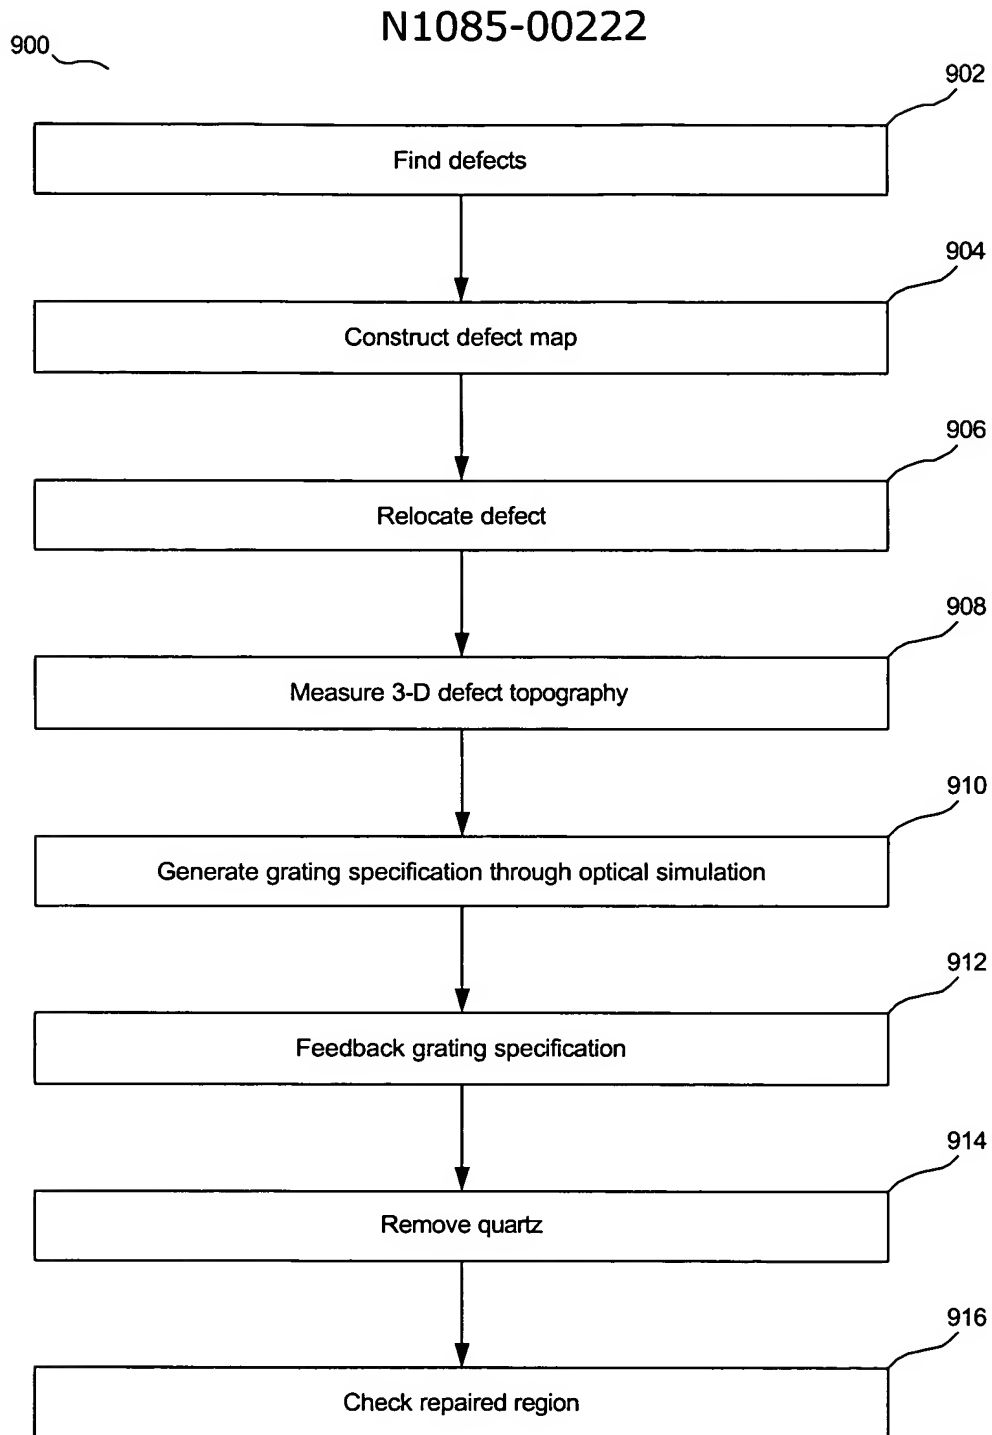 N1085-00222
900
902
Find defects
904
Construct defect map
906
Relocate defect
908
Measure 3-D defect topography
910
Generate grating specification through optical simulation
912
Feedback grating specification
914
Remove quartz
916
Check repaired region